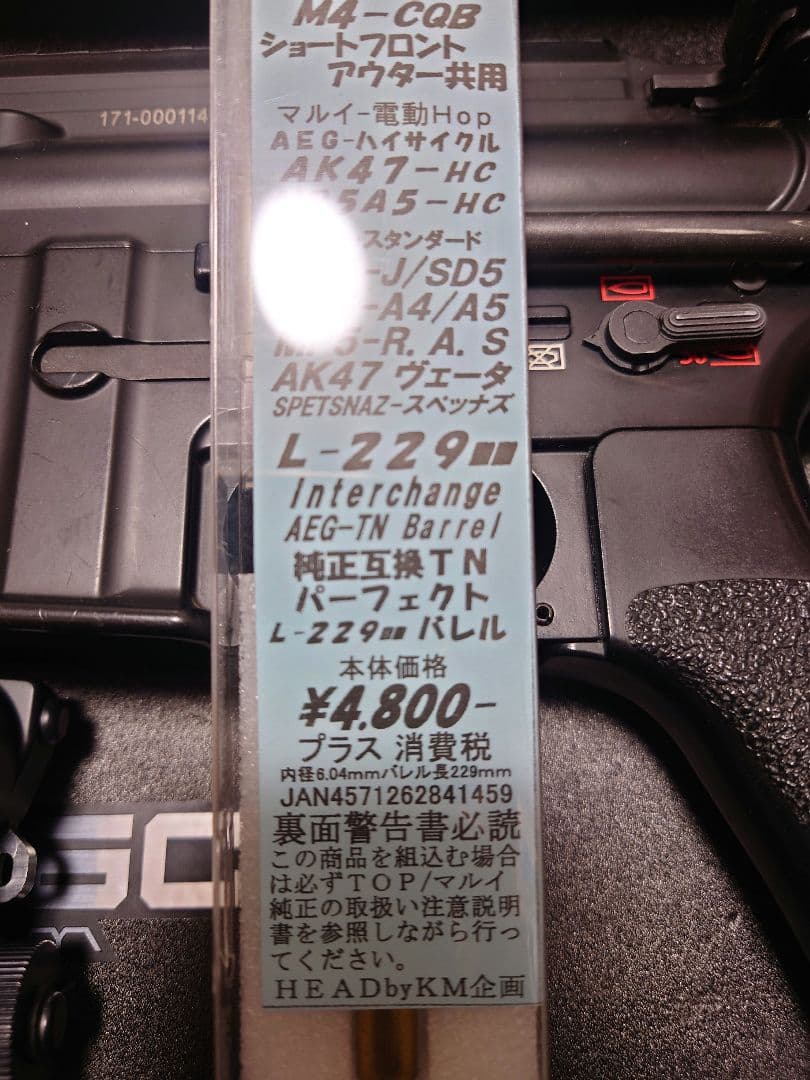 M4-CQB
ショートフロント
アウター共用
171-000114
マルイ-電動Hop
AEG-ハイサイクル
AK47-HC
5A5-HC
スタンダード
-J/SD5
-A4/A5
-R.A.S
AK47 ヴェータ
SPETSNAZ-スペッナズ
L-229㎜
Interchange
AEG-TN Barrel
純正互換TN
パーフェクト
L-229㎜ バレル
本体価格
¥4,800-
プラス 消費税
内径6.04mmバレル長229mm
JAN4571262841459
裏面警告書必読
この商品を組込む場合
は必ずTOP/マルイ
純正の取扱い注意説明
書を参照しながら行っ
てください。
HEADbyKM企画